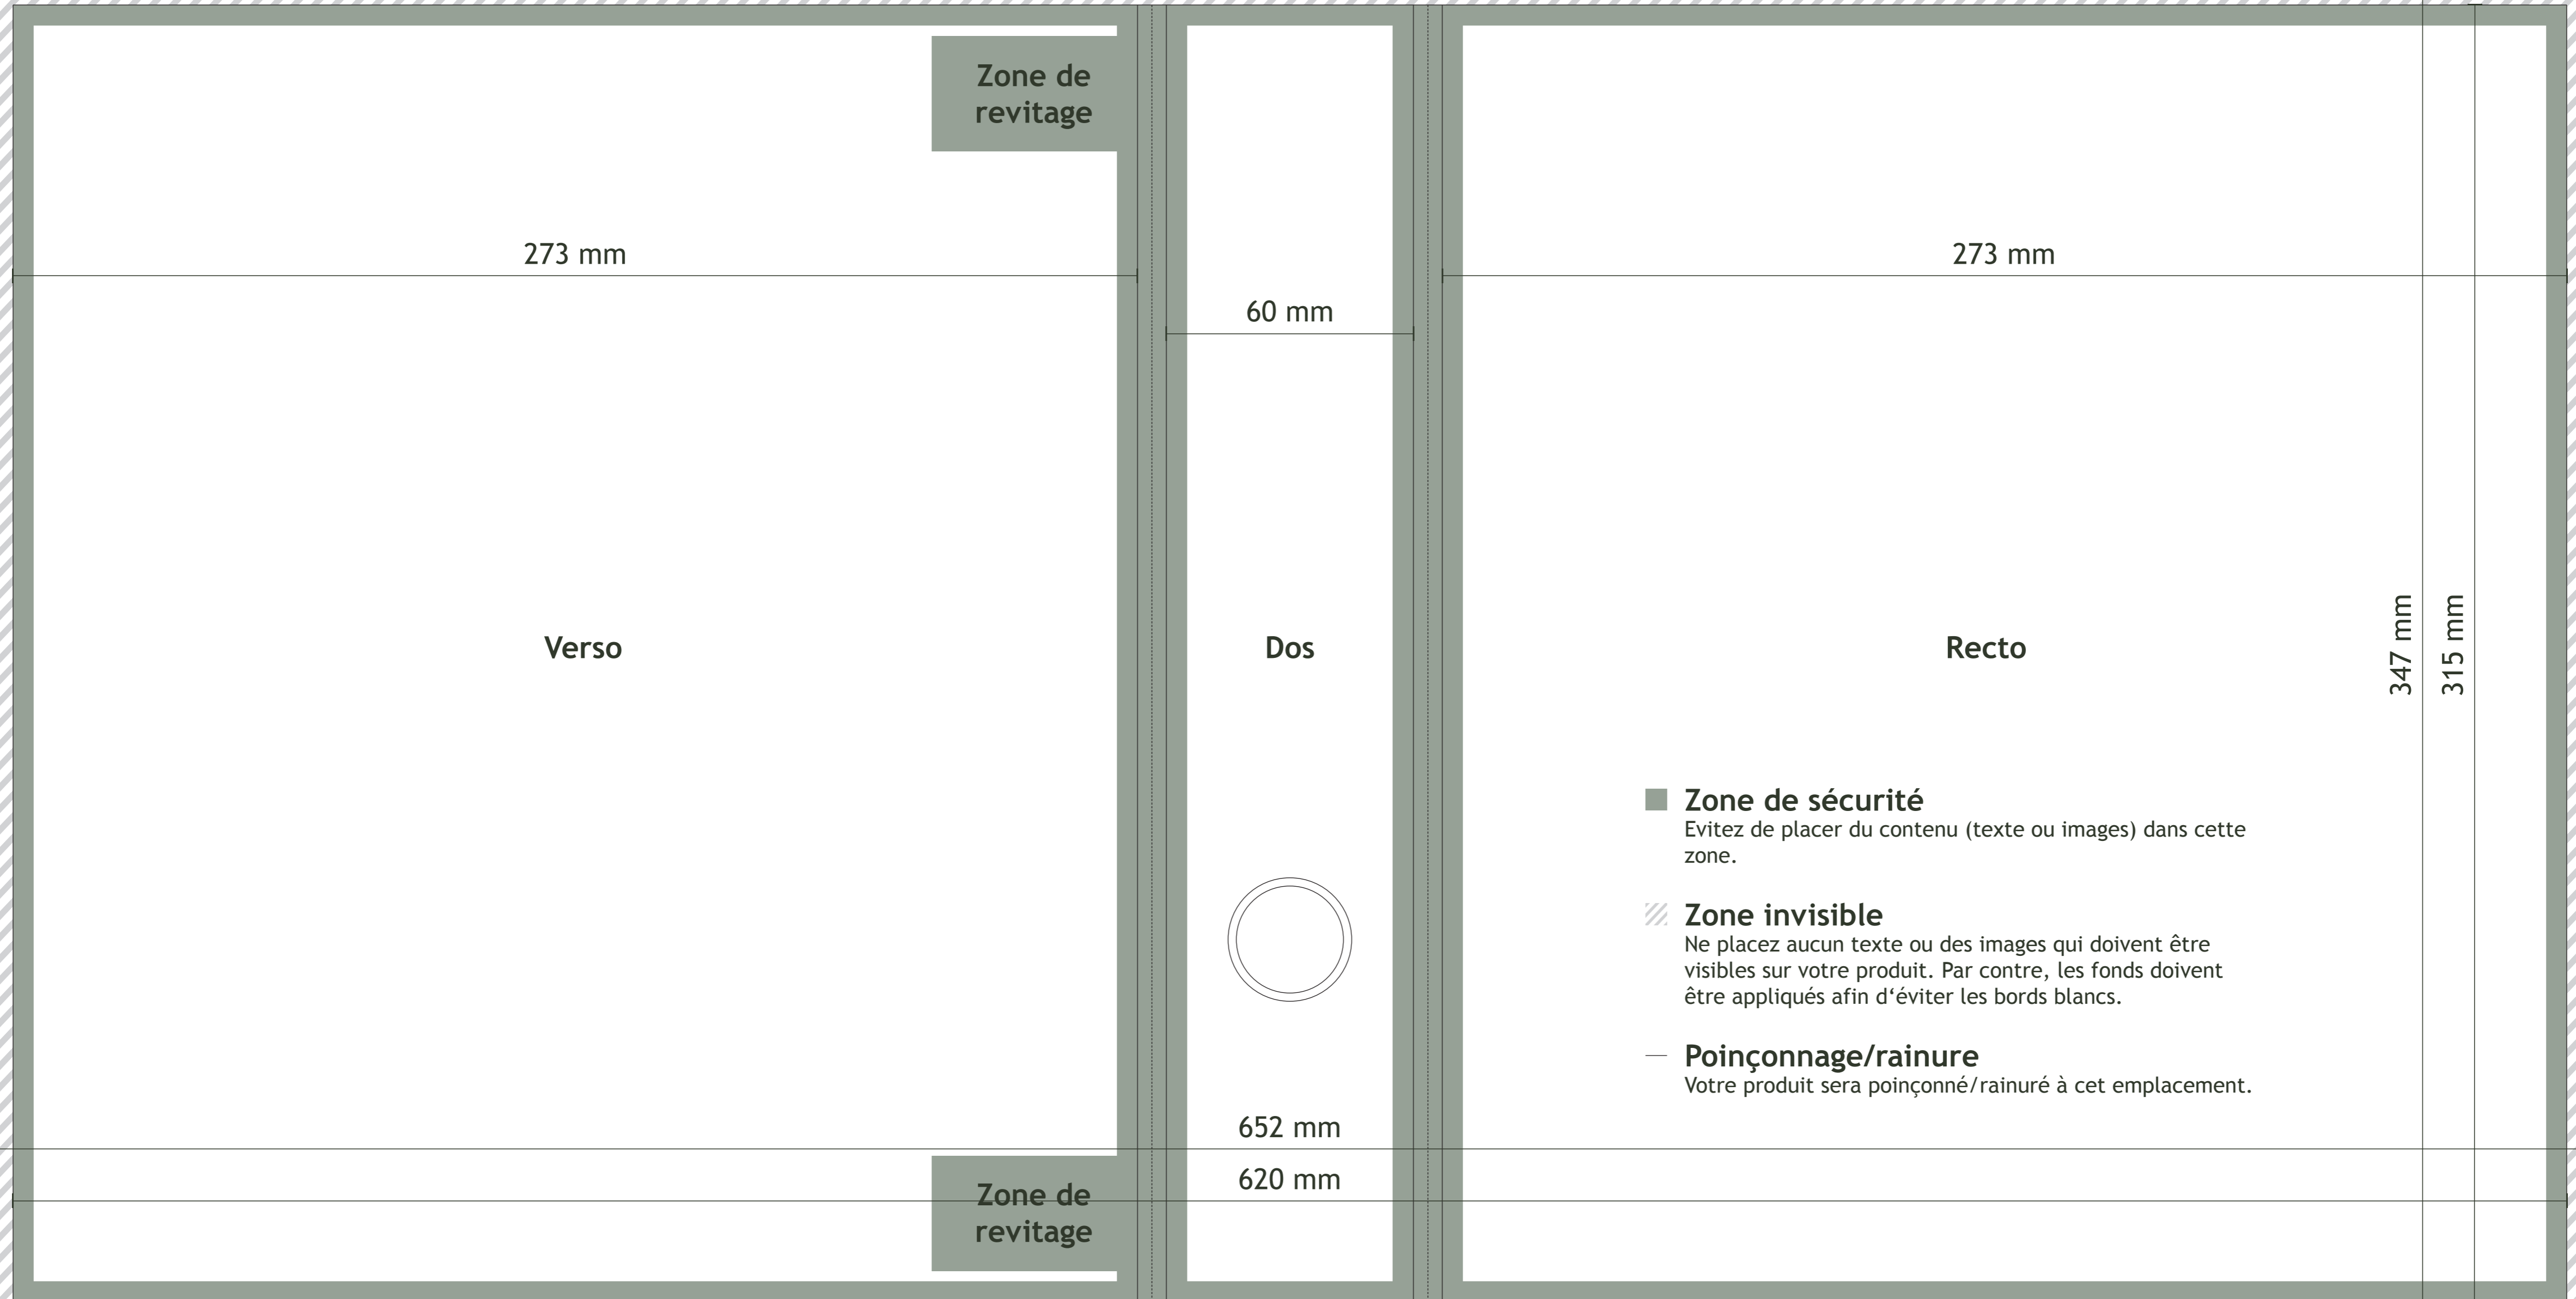 Zone de
revitage
273 mm
273 mm
60 mm
Verso
Dos
Recto
347 mm
315 mm
Zone de sécurité
Evitez de placer du contenu (texte ou images) dans cette
zone.
Zone invisible
Ne placez aucun texte ou des images qui doivent être
visibles sur votre produit. Par contre, les fonds doivent
être appliqués afin d‘éviter les bords blancs.
Poinçonnage/rainure
Votre produit sera poinçonné/rainuré à cet emplacement.
652 mm
620 mm
Zone de
revitage